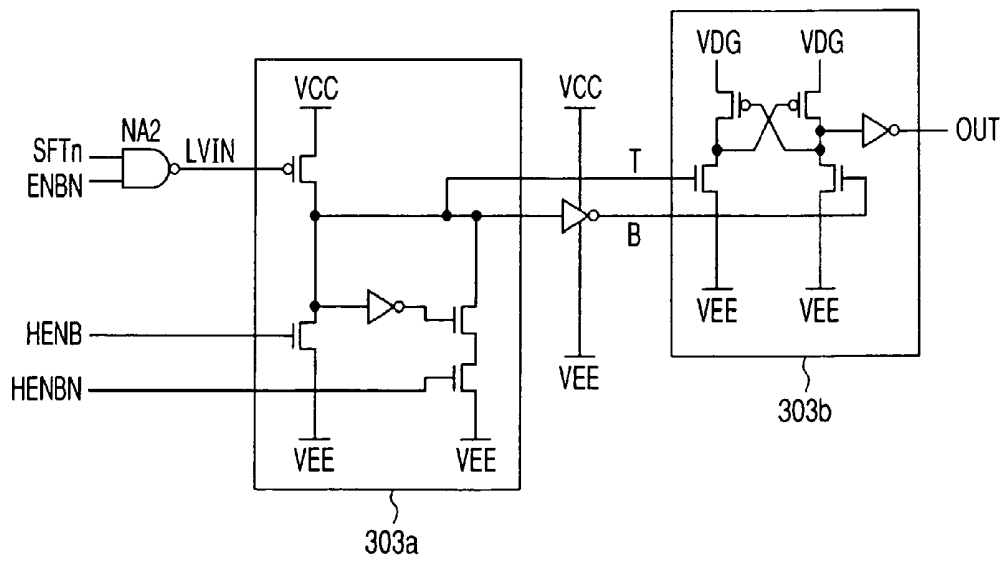 VDG VDG
VCC VCC
NA2
SFTn LVIN OUT
ENBN
T
B
HENB
VEE VEE
HENBN
VEE
303b
VEE VEE
303a